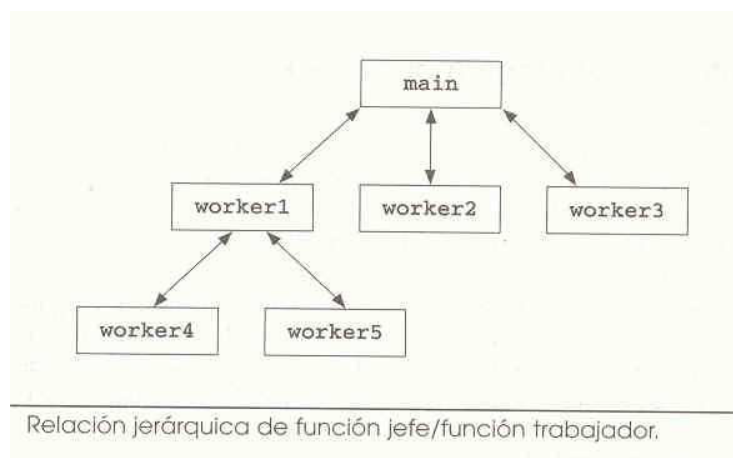 main
worker1
worker2
worker3
worker4
worker5
Relación jerárquica de función jefe/función trabajador.